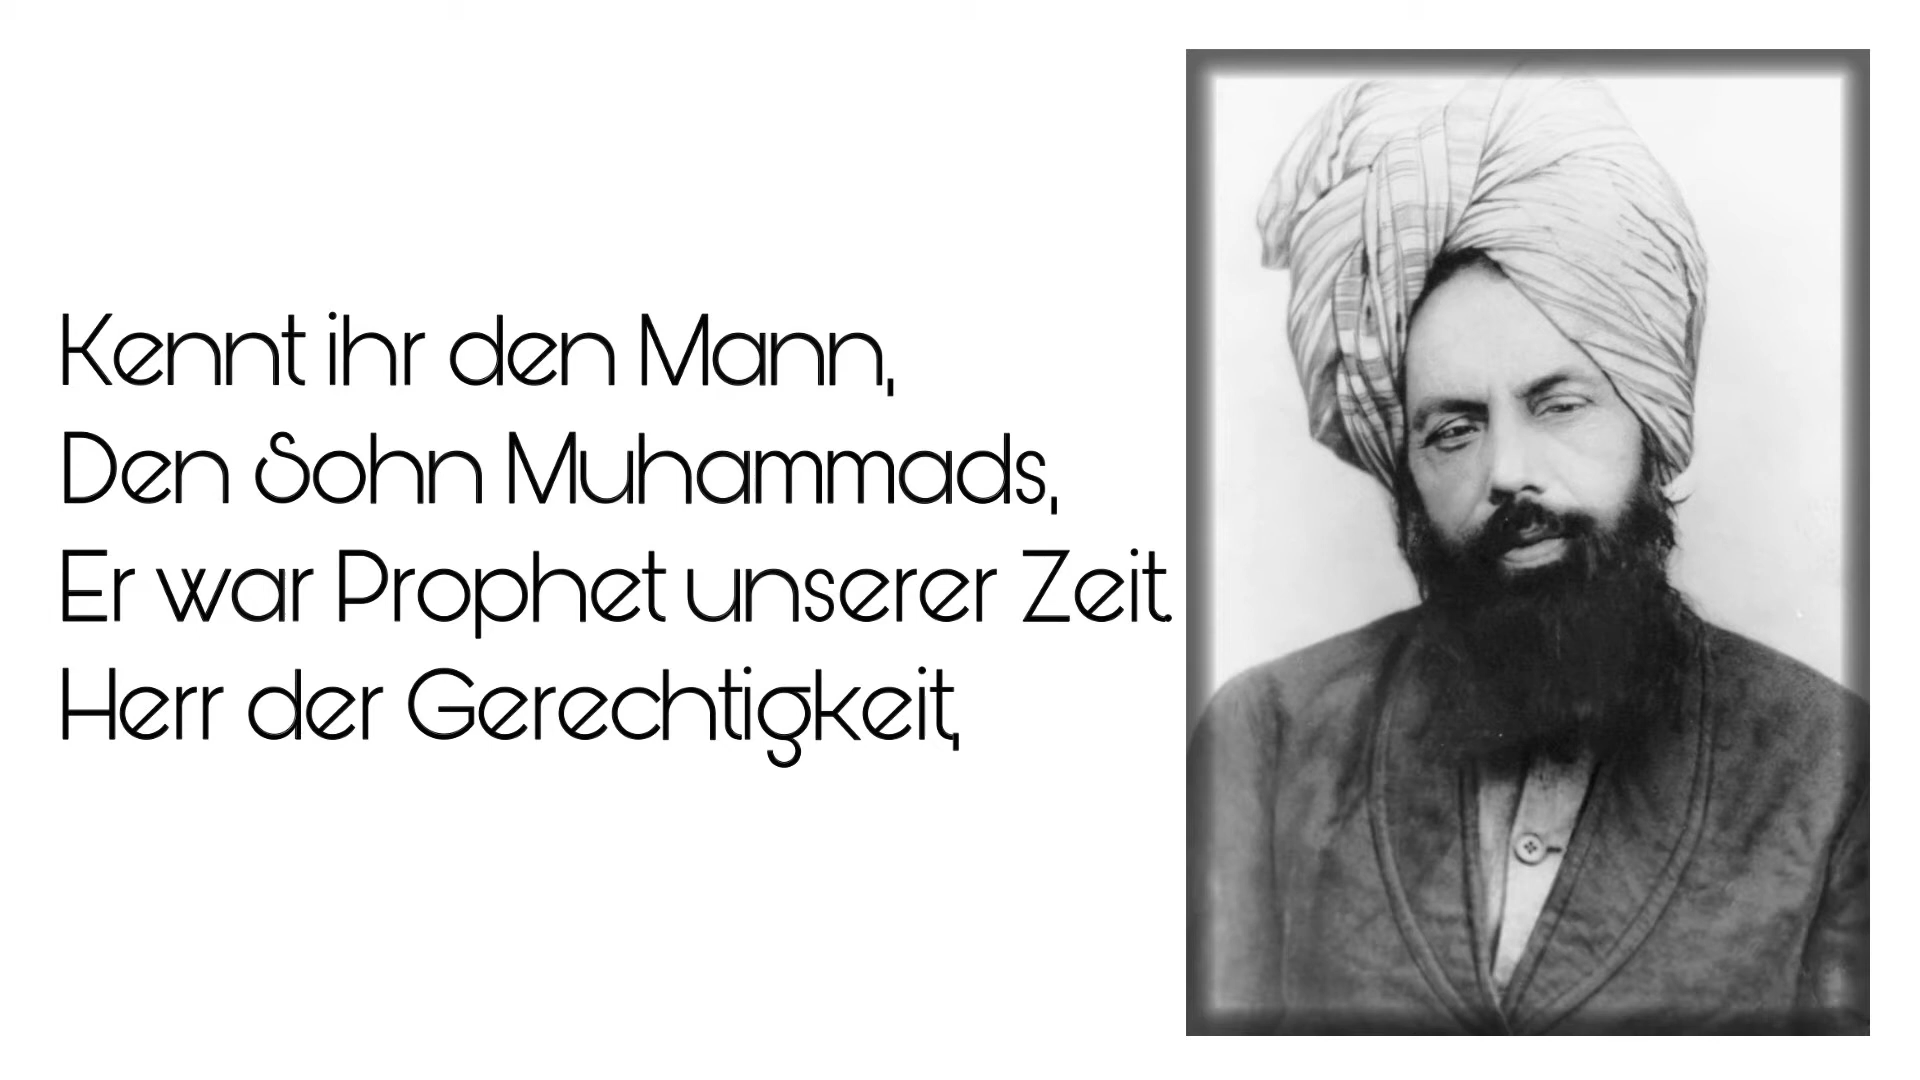 Kennt ihr den Mann,
Den Sohn Muhammads,
Er war Prophet unserer Zeit.
Herr der Gerechtigkeit,